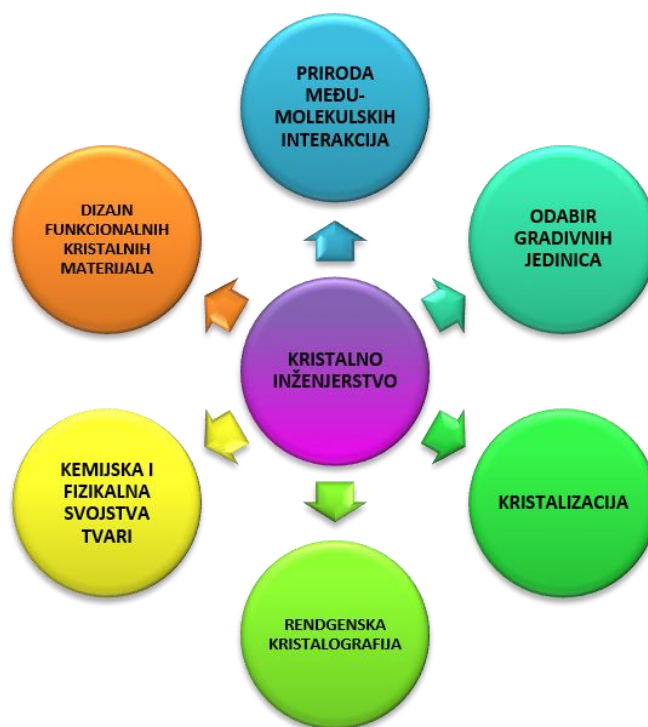 PRIRODA
MEĐU-
MOLEKULSKIH
INTERAKCIJA
DIZAJN
FUNKCIONALNIH
KRISTALNIH
MATERIJALA
ODABIR
GRADIVNIH
JEDINICA
KRISTALNO
INŽENJERSTVO
KEMIJSKA I
FIZIKALNA
SVOJSTVA
TVARI
KRISTALIZACIJA
RENDGENSKA
KRISTALOGRAFIJA